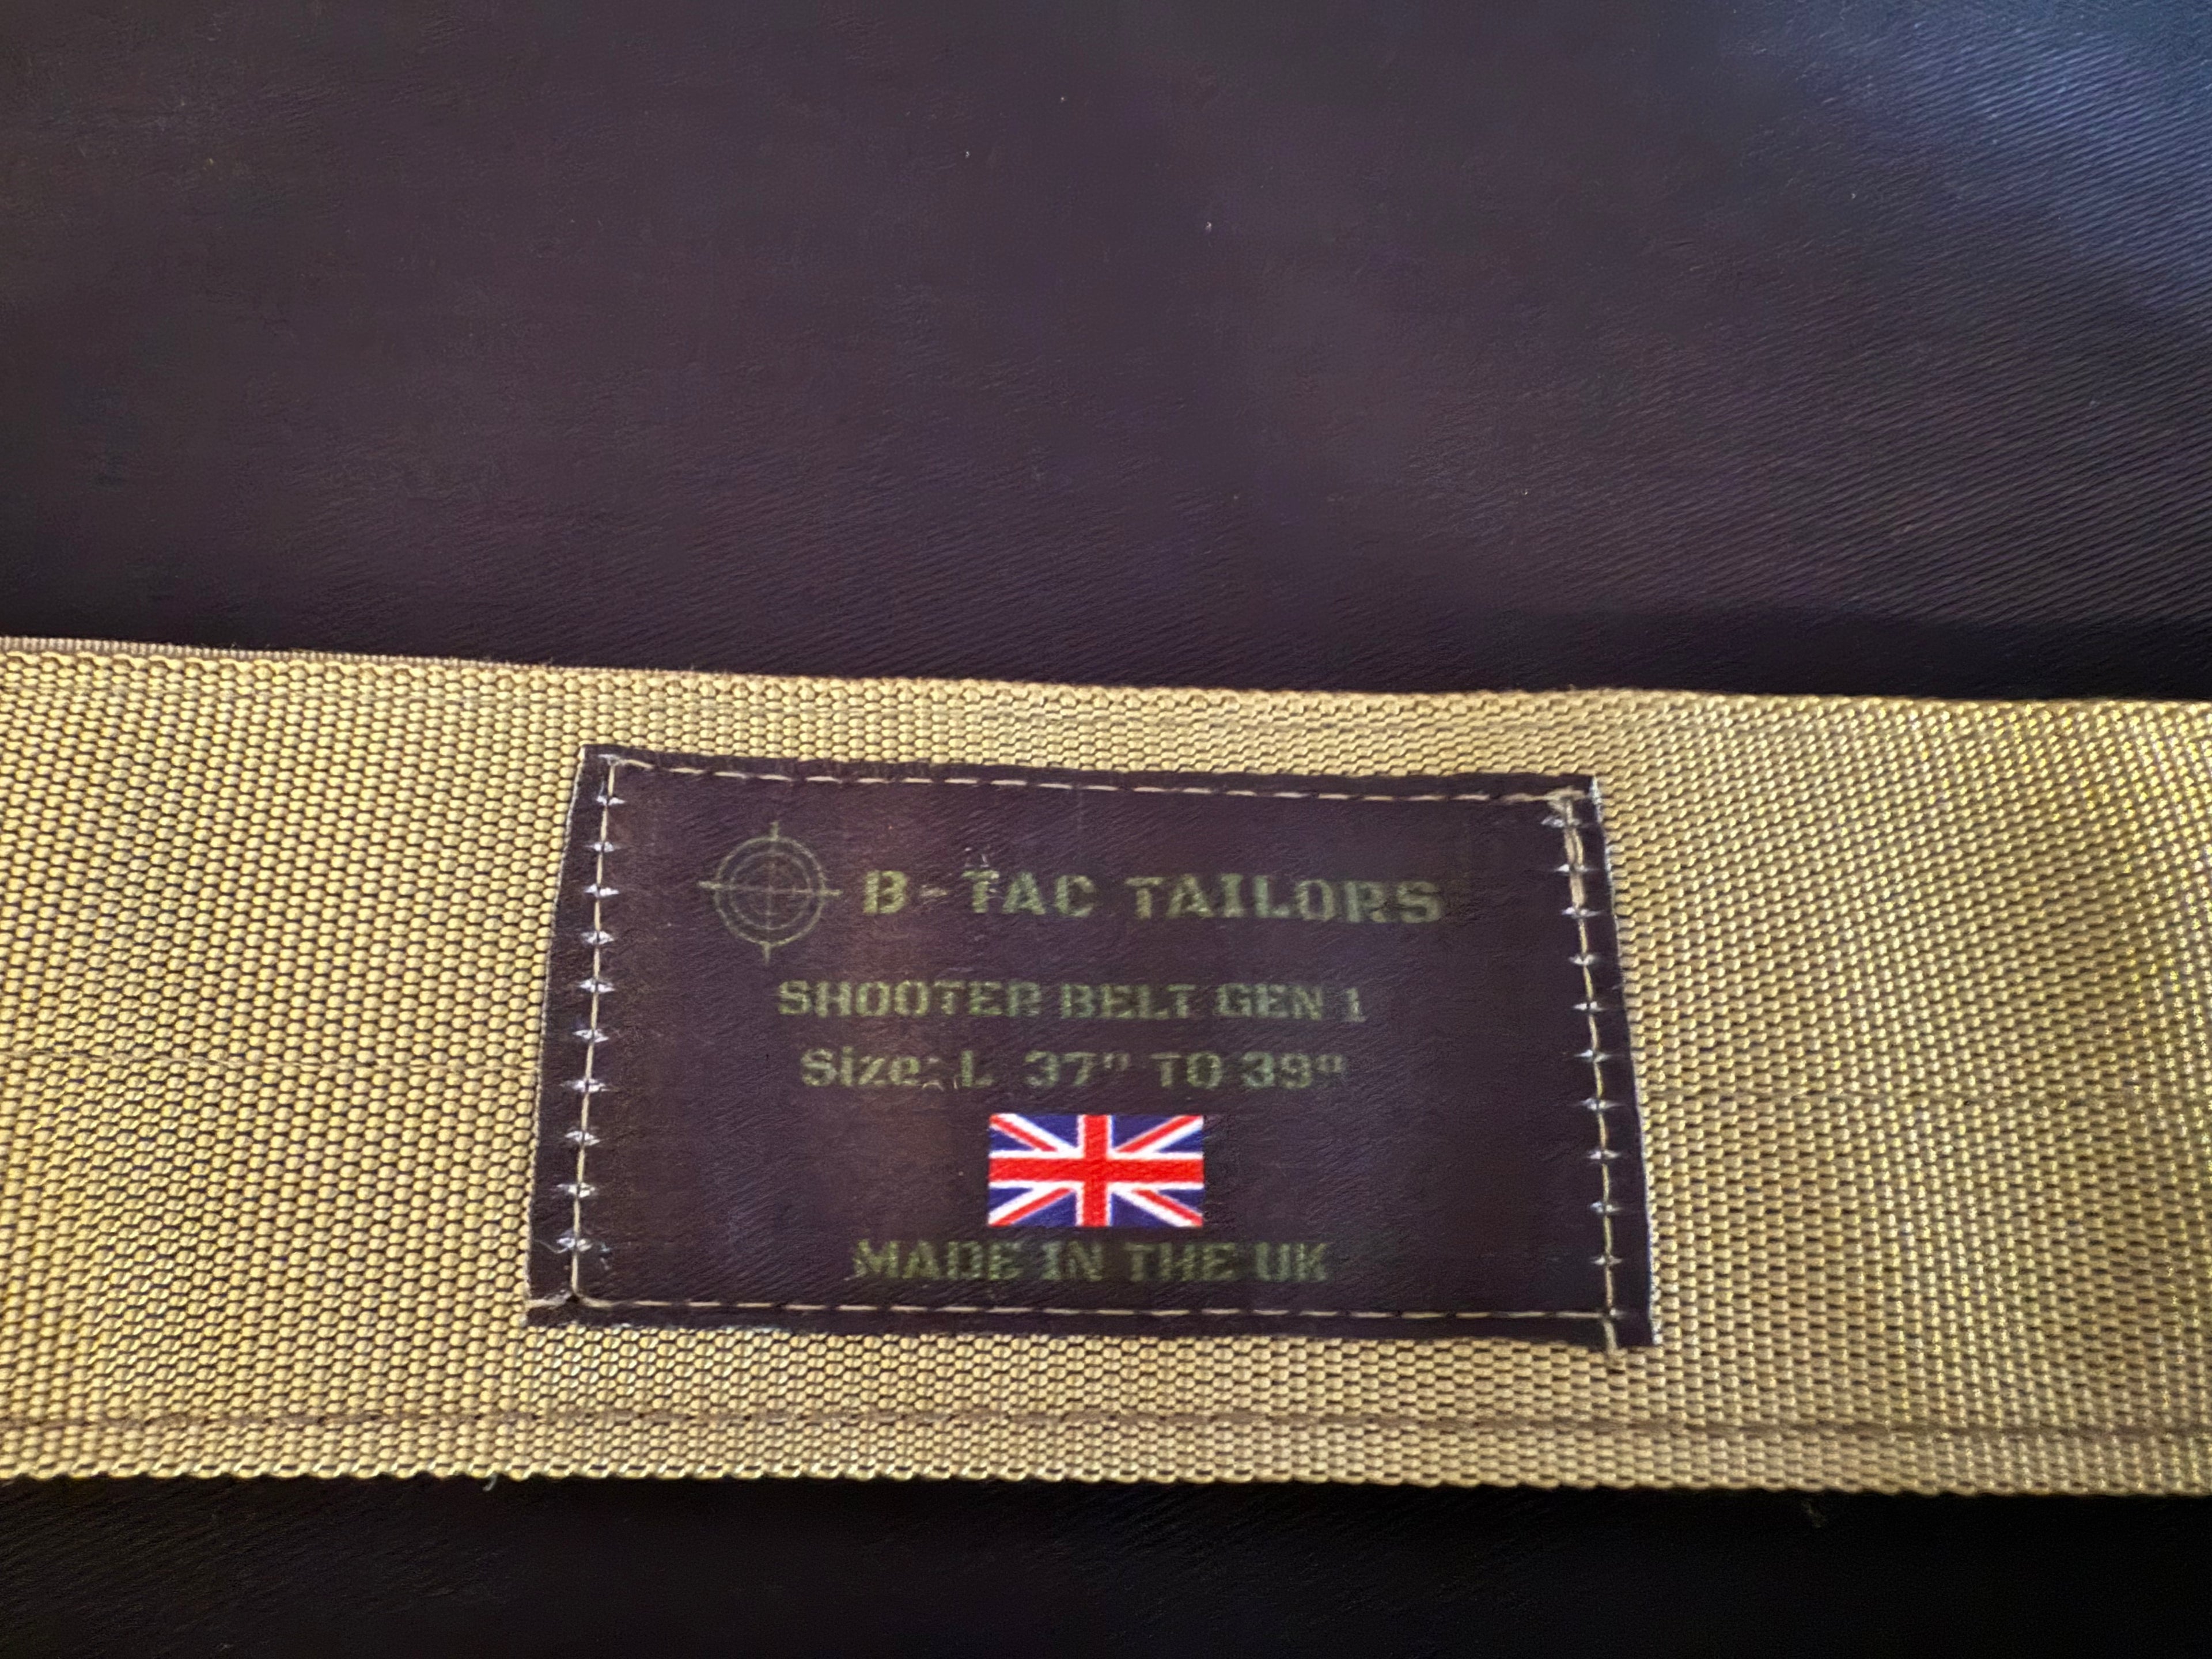 B-TAC TAILORS
SHOOTER BELT GEN 1
Size: L 37" TO 39"
MADE IN THE UK